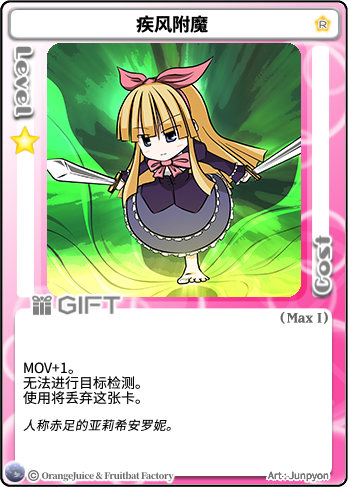 疾风附魔
R
Level
Cost
GIFT
(Max 1)
MOV+1。
无法进行目标检测。
使用将丢弃这张卡。
人称赤足的亚莉希安罗妮。
© OrangeJuice & Fruitbat Factory
Art: Junpyon